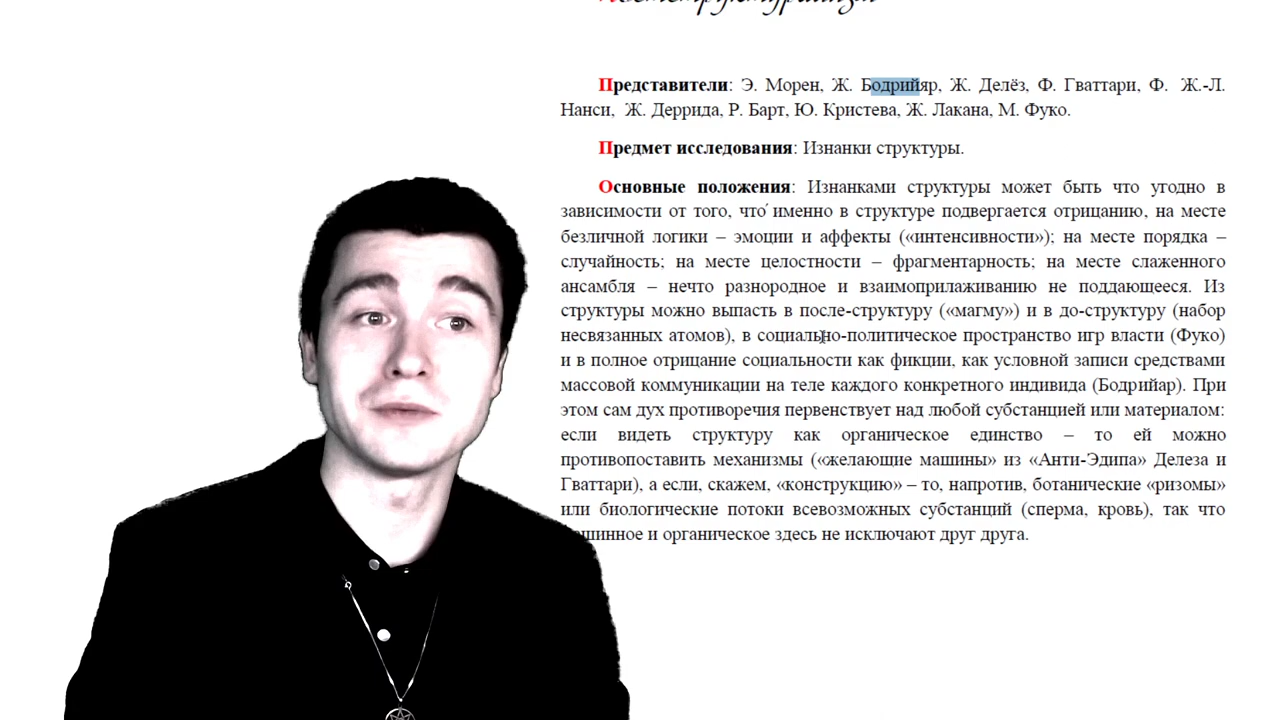 Представители: Э. Морен, Ж. Бодрийяр, Ж. Делёз, Ф. Гваттари, Ф. Ж.-Л.
Нанси, Ж. Деррида, Р. Барт, Ю. Кристева, Ж. Лакана, М. Фуко.
Предмет исследования: Изнанки структуры.
Основные положения: Изнанками структуры может быть что угодно в
зависимости от того, что́ именно в структуре подвергается отрицанию, на месте
безличной логики – эмоции и аффекты («интенсивности»); на месте порядка –
случайность; на месте целостности – фрагментарность; на месте слаженного
ансамбля – нечто разнородное и взаимоприлаживанию не поддающееся. Из
структуры можно выпасть в после-структуру («магму») и в до-структуру (набор
несвязанных атомов), в социально-политическое пространство игр власти (Фуко)
и в полное отрицание социальности как фикции, как условной записи средствами
массовой коммуникации на теле каждого конкретного индивида (Бодрийар). При
этом сам дух противоречия первенствует над любой субстанцией или материалом:
если видеть структуру как органическое единство – то ей можно
противопоставить механизмы («желающие машины» из «Анти-Эдипа» Делеза и
Гваттари), а если, скажем, «конструкцию» – то, напротив, ботанические «ризомы»
или биологические потоки всевозможных субстанций (сперма, кровь), так что
и органическое здесь не исключают друг друга.